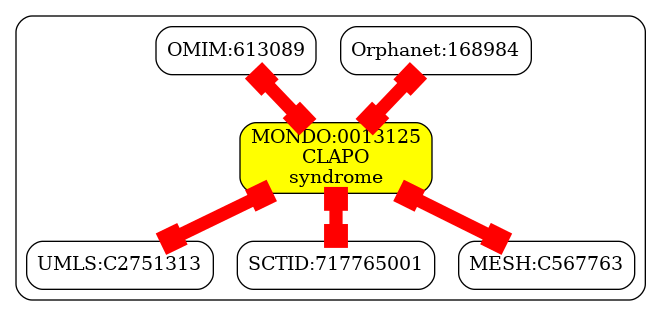 OMIM:613089
Orphanet:168984
MONDO:0013125
CLAPO
syndrome
UMLS:C2751313
SCTID:717765001
MESH:C567763